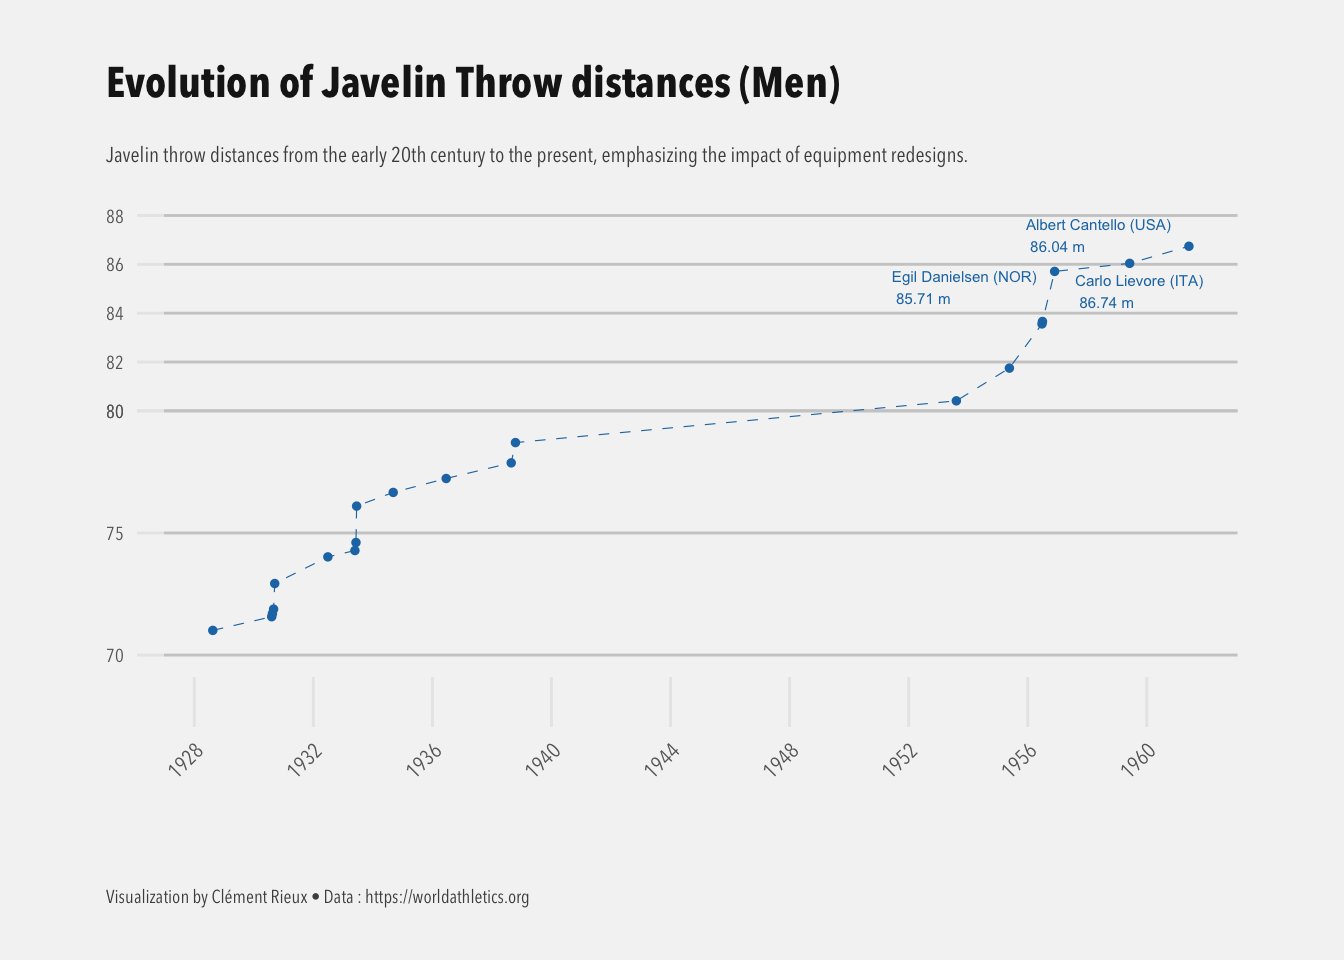 Evolution of Javelin Throw distances (Men)
Javelin throw distances from the early 20th century to the present, emphasizing the impact of equipment redesigns.
88
Albert Cantello (USA)
86.04 m
86
Egil Danielsen (NOR)
85.71 m
Carlo Lievore (ITA)
86.74 m
84
82
80
75
70
1928
1932
1936
1940
1944
1948
1952
1956
1960
Visualization by Clément Rieux • Data : https://worldathletics.org